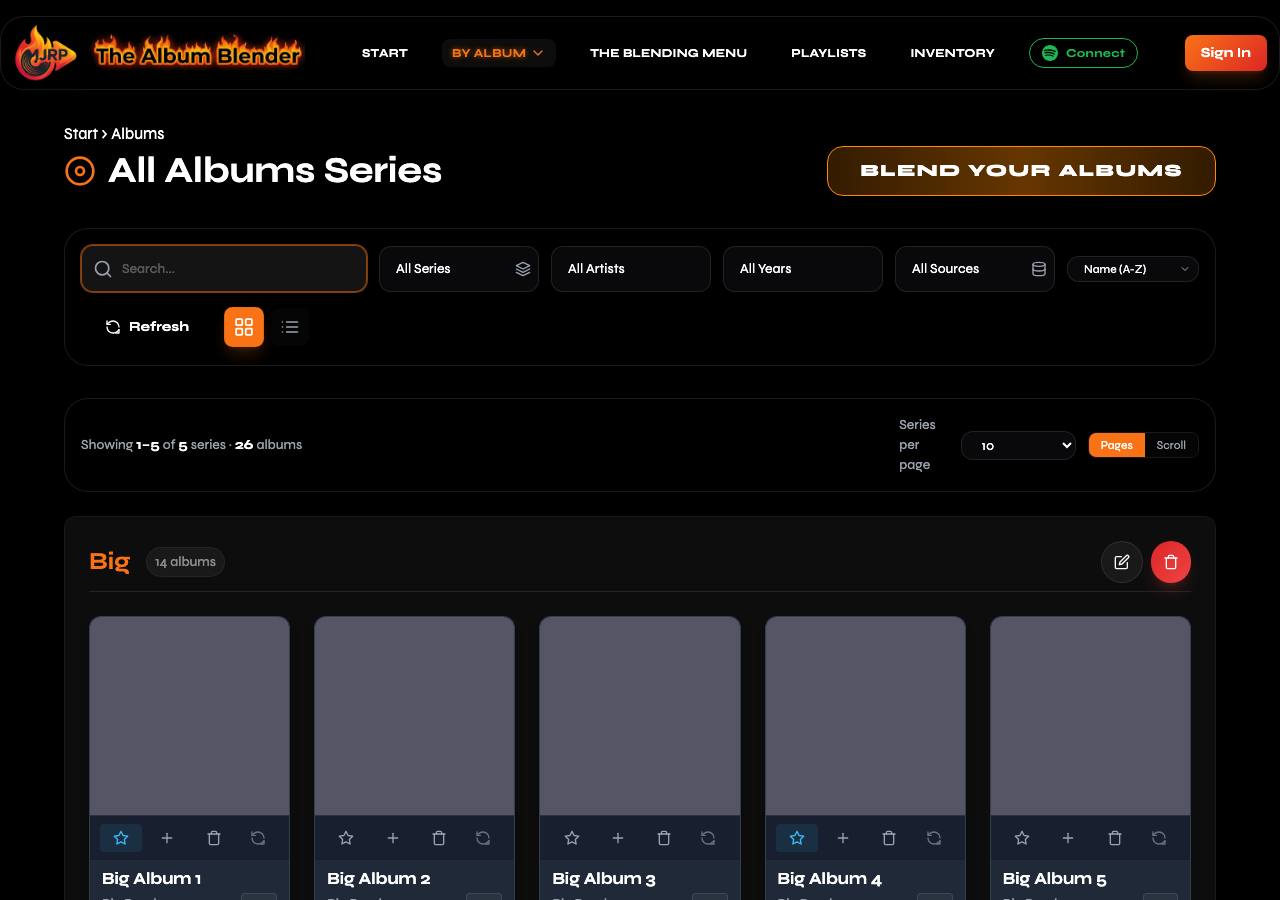 JRP The Album Blender START BY ALBUM THE BLENDING MENU PLAYLISTS INVENTORY Connect Sign In
Start › Albums
All Albums Series
BLEND YOUR ALBUMS
Search...
All Series
All Artists
All Years
All Sources
Name (A-Z)
Refresh
Showing 1–5 of 5 series · 26 albums
Series
per
page
10
Pages
Scroll
Big
14 albums
Big Album 1
Big Album 2
Big Album 3
Big Album 4
Big Album 5